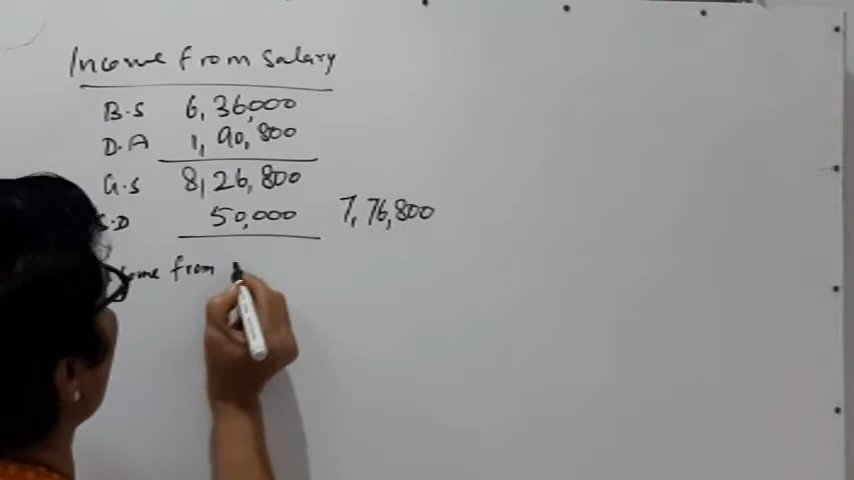 Income from Salary
B.S 6,36,000
D.A 1,90,800
G.S 8,26,800
S.D 50,000 7,76,800
from